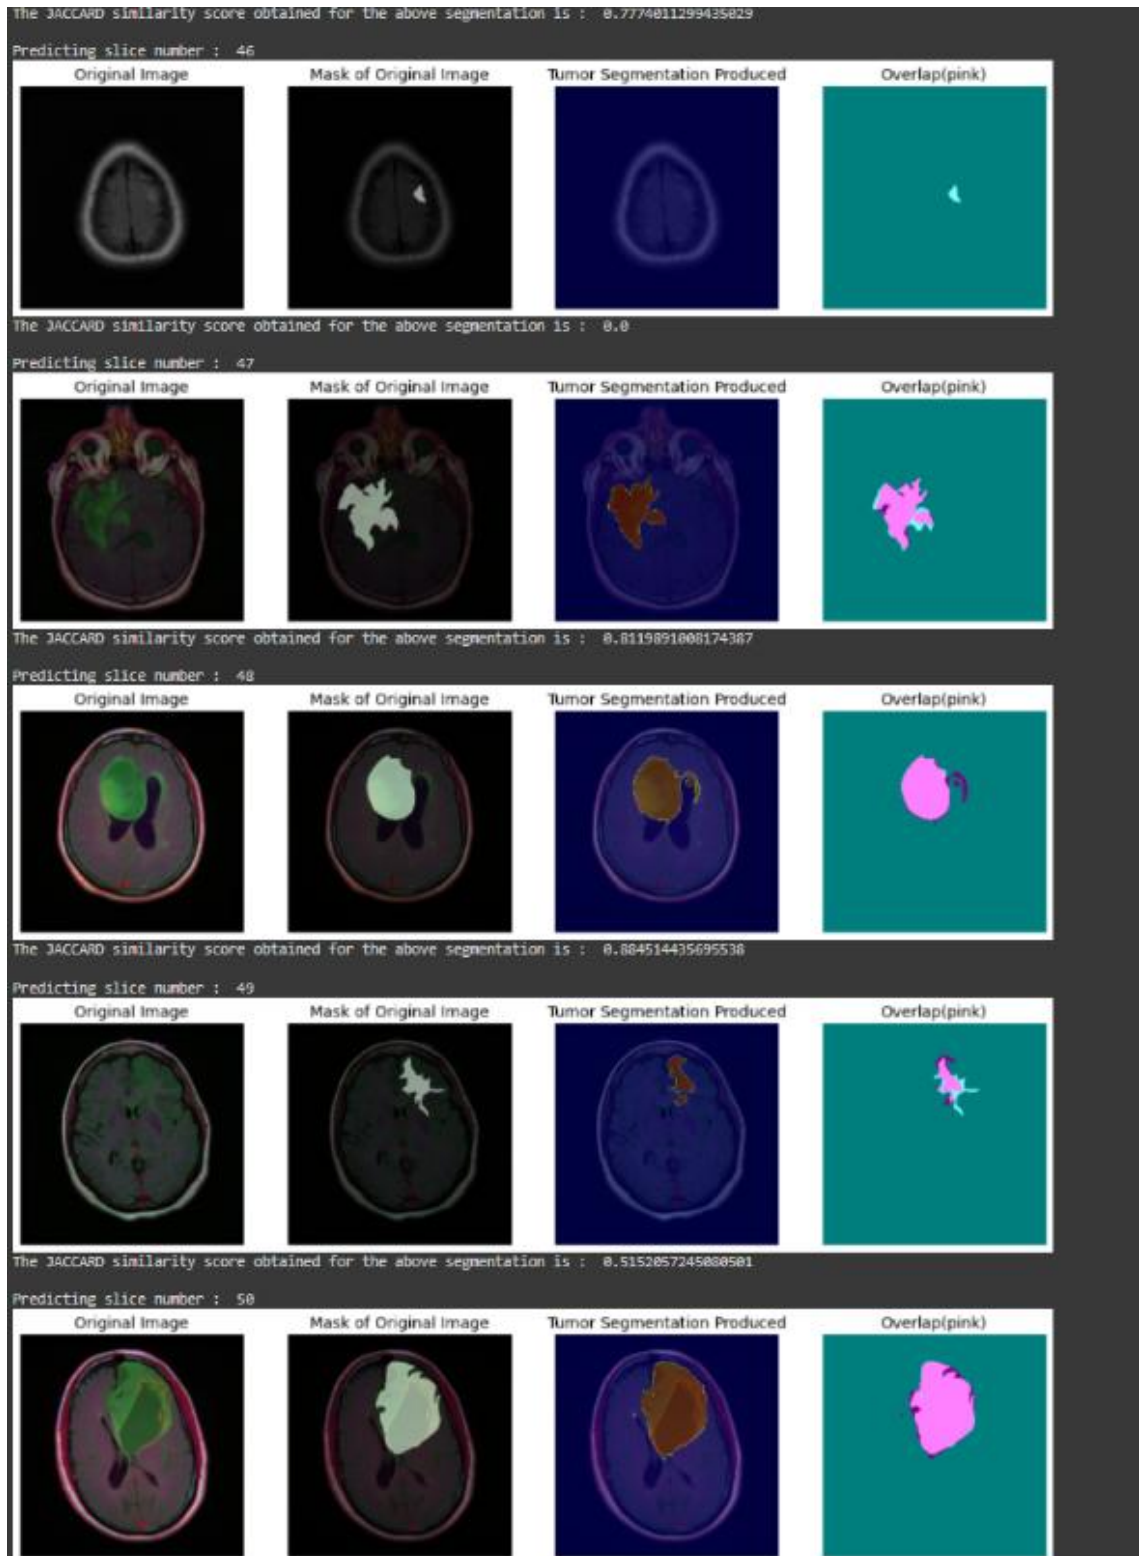 The JACCARD similarity score obtained for the above segmentation is : 0.7774011299435029
Predicting slice number : 46
Original Image Mask of Original Image Tumor Segmentation Produced Overlap(pink)
The JACCARD similarity score obtained for the above segmentation is : 0.0
Predicting slice number : 47
Original Image Mask of Original Image Tumor Segmentation Produced Overlap(pink)
The JACCARD similarity score obtained for the above segmentation is : 0.8119891008174387
Predicting slice number : 48
Original Image Mask of Original Image Tumor Segmentation Produced Overlap(pink)
The JACCARD similarity score obtained for the above segmentation is : 0.884514435695538
Predicting slice number : 49
Original Image Mask of Original Image Tumor Segmentation Produced Overlap(pink)
The JACCARD similarity score obtained for the above segmentation is : 0.5152057245080501
Predicting slice number : 50
Original Image Mask of Original Image Tumor Segmentation Produced Overlap(pink)